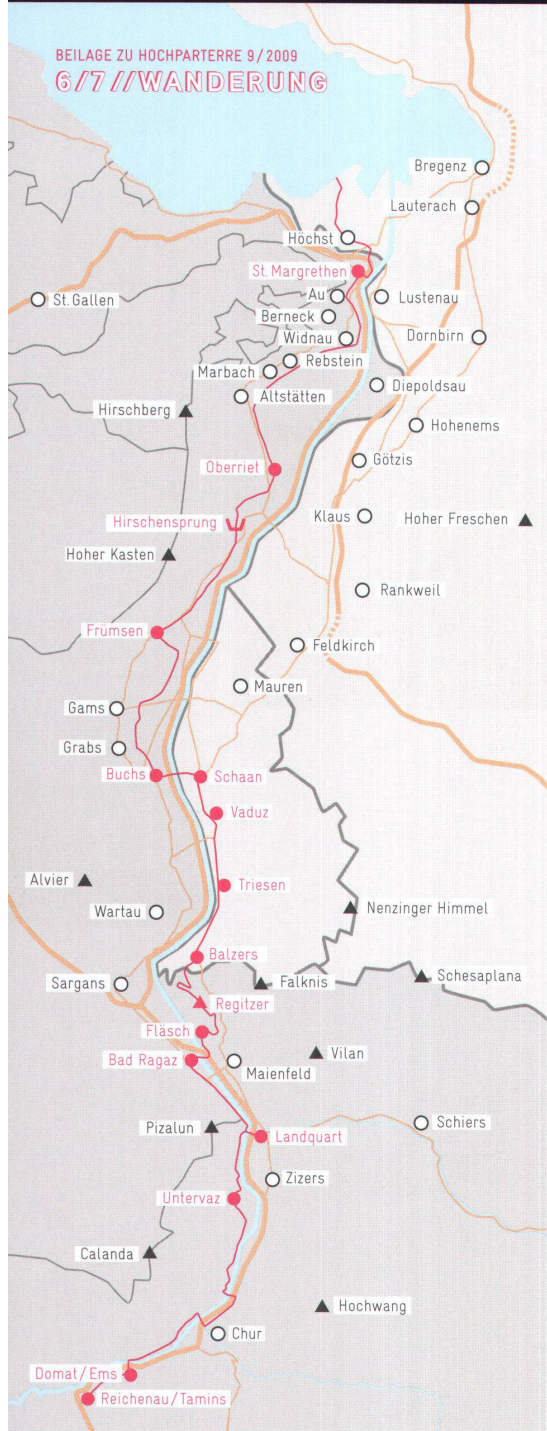 BEILAGE ZU HOCHPARTERRE 9/2009
6/7//WANDERUNG
Bregenz
Lauterach
Höchst
St. Margrethen
St. Gallen
Au
Lustenau
Berneck
Widnau
Dornbirn
Rebstein
Marbach
Diepoldsau
Altstätten
Hirschberg
Hohenems
Götzis
Oberriet
Klaus
Hoher Freschen
Hirschensprung
Hoher Kasten
Rankweil
Frümsen
Feldkirch
Mauren
Gams
Grabs
Buchs
Schaan
Vaduz
Alvier
Triesen
Nenzinger Himmel
Wartau
Balzers
Sargans
Falknis
Schesaplana
Regitzer
Fläsch
Vilan
Bad Ragaz
Maienfeld
Pizalun
Schiers
Landquart
Zizers
Untervaz
Calanda
Hochwang
Chur
Domat/Ems
Reichenau/Tamins